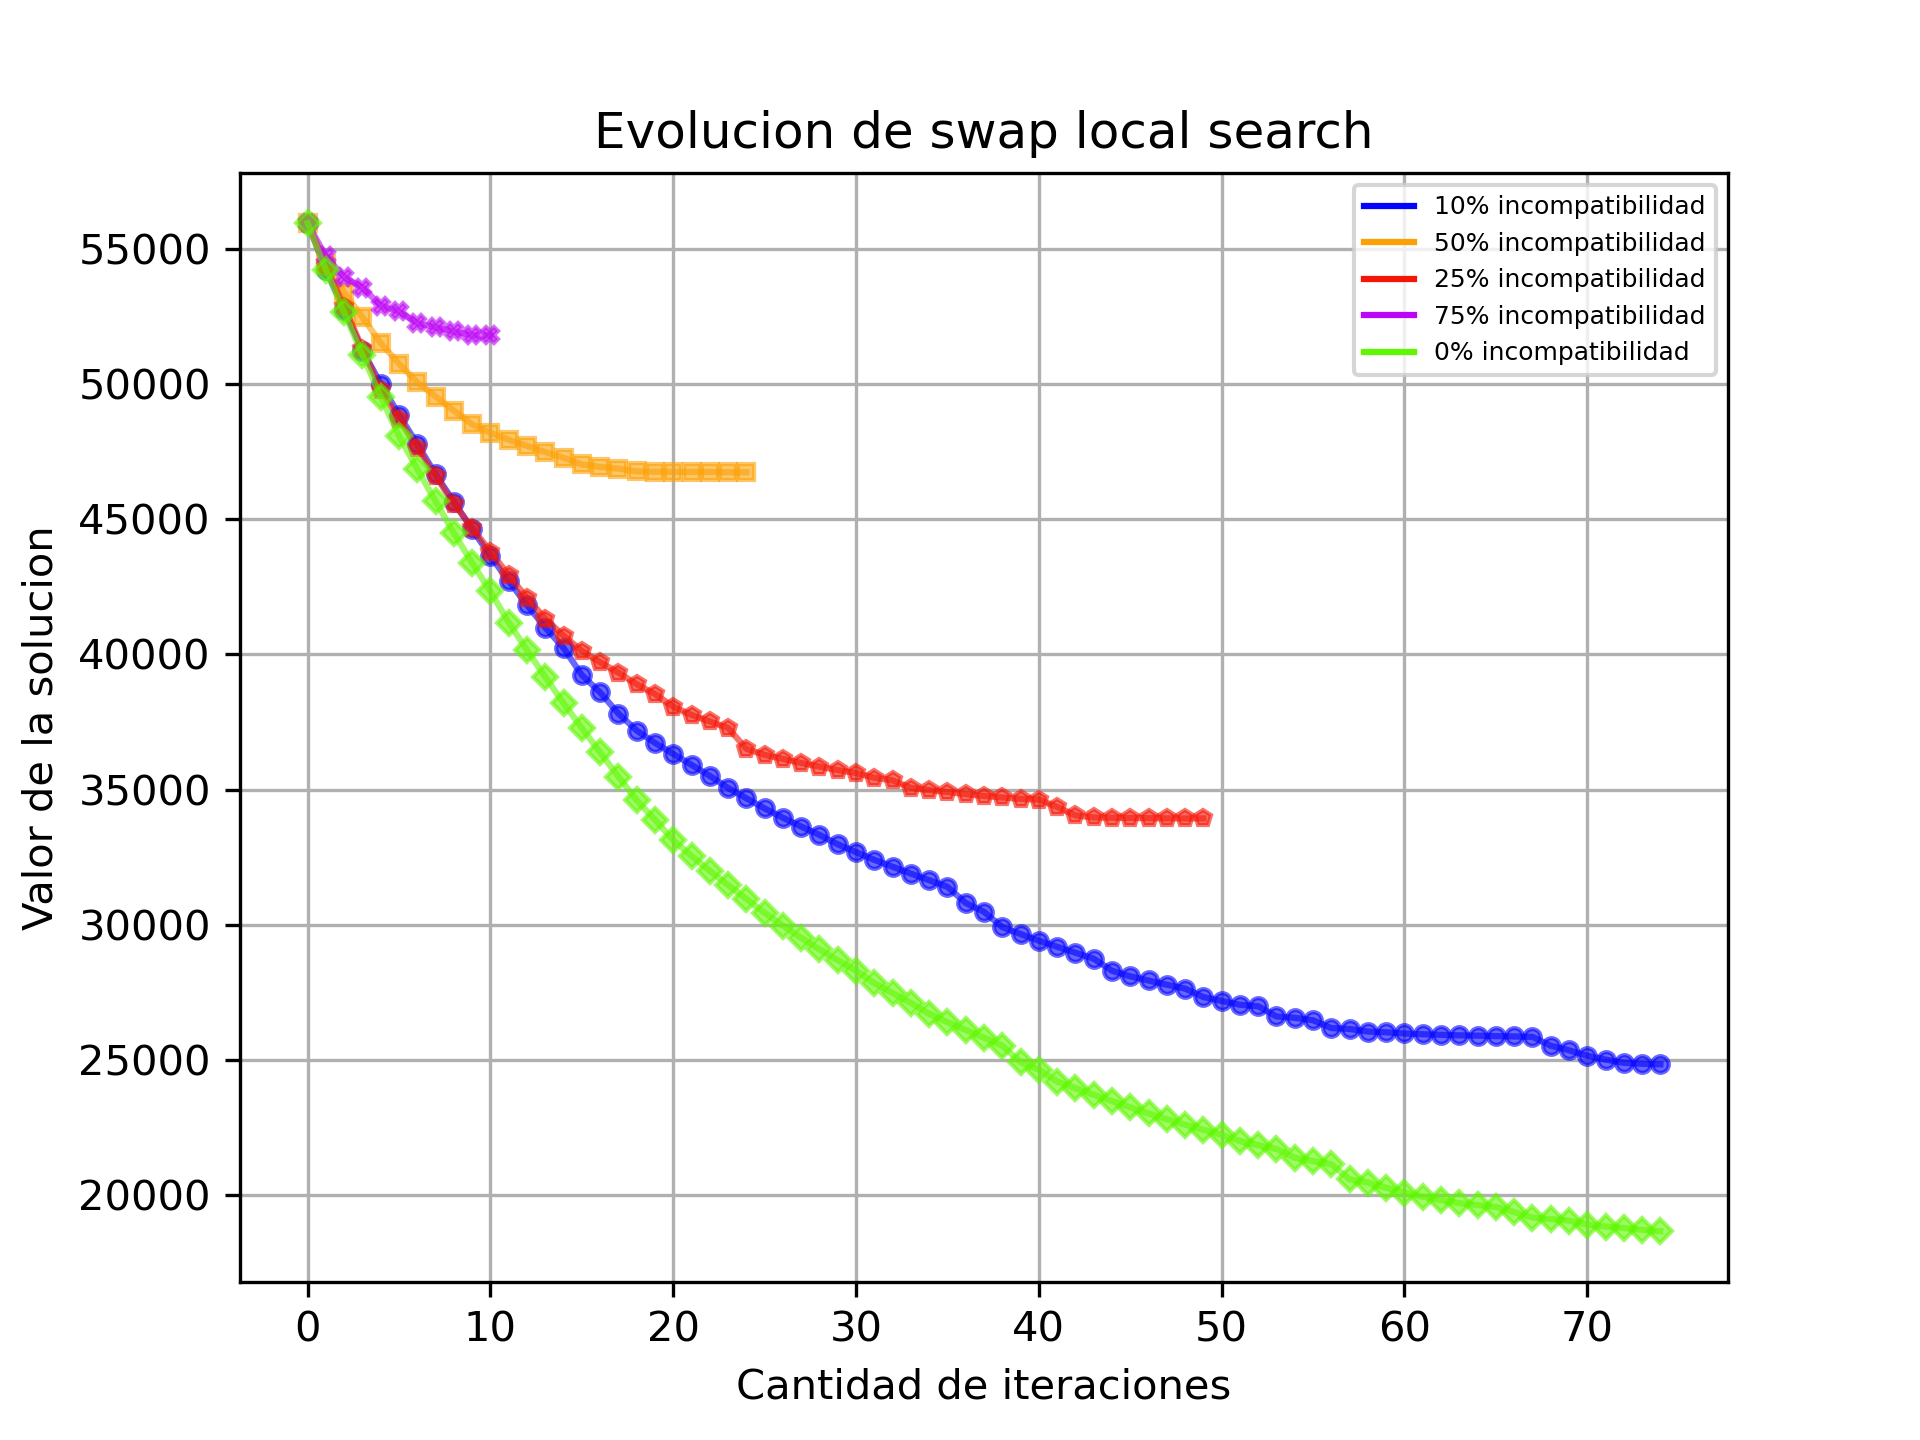 Evolucion de swap local search
10% incompatibilidad
50% incompatibilidad
25% incompatibilidad
75% incompatibilidad
0% incompatibilidad
Valor de la solucion
55000
50000
45000
40000
35000
30000
25000
20000
0 10 20 30 40 50 60 70
Cantidad de iteraciones